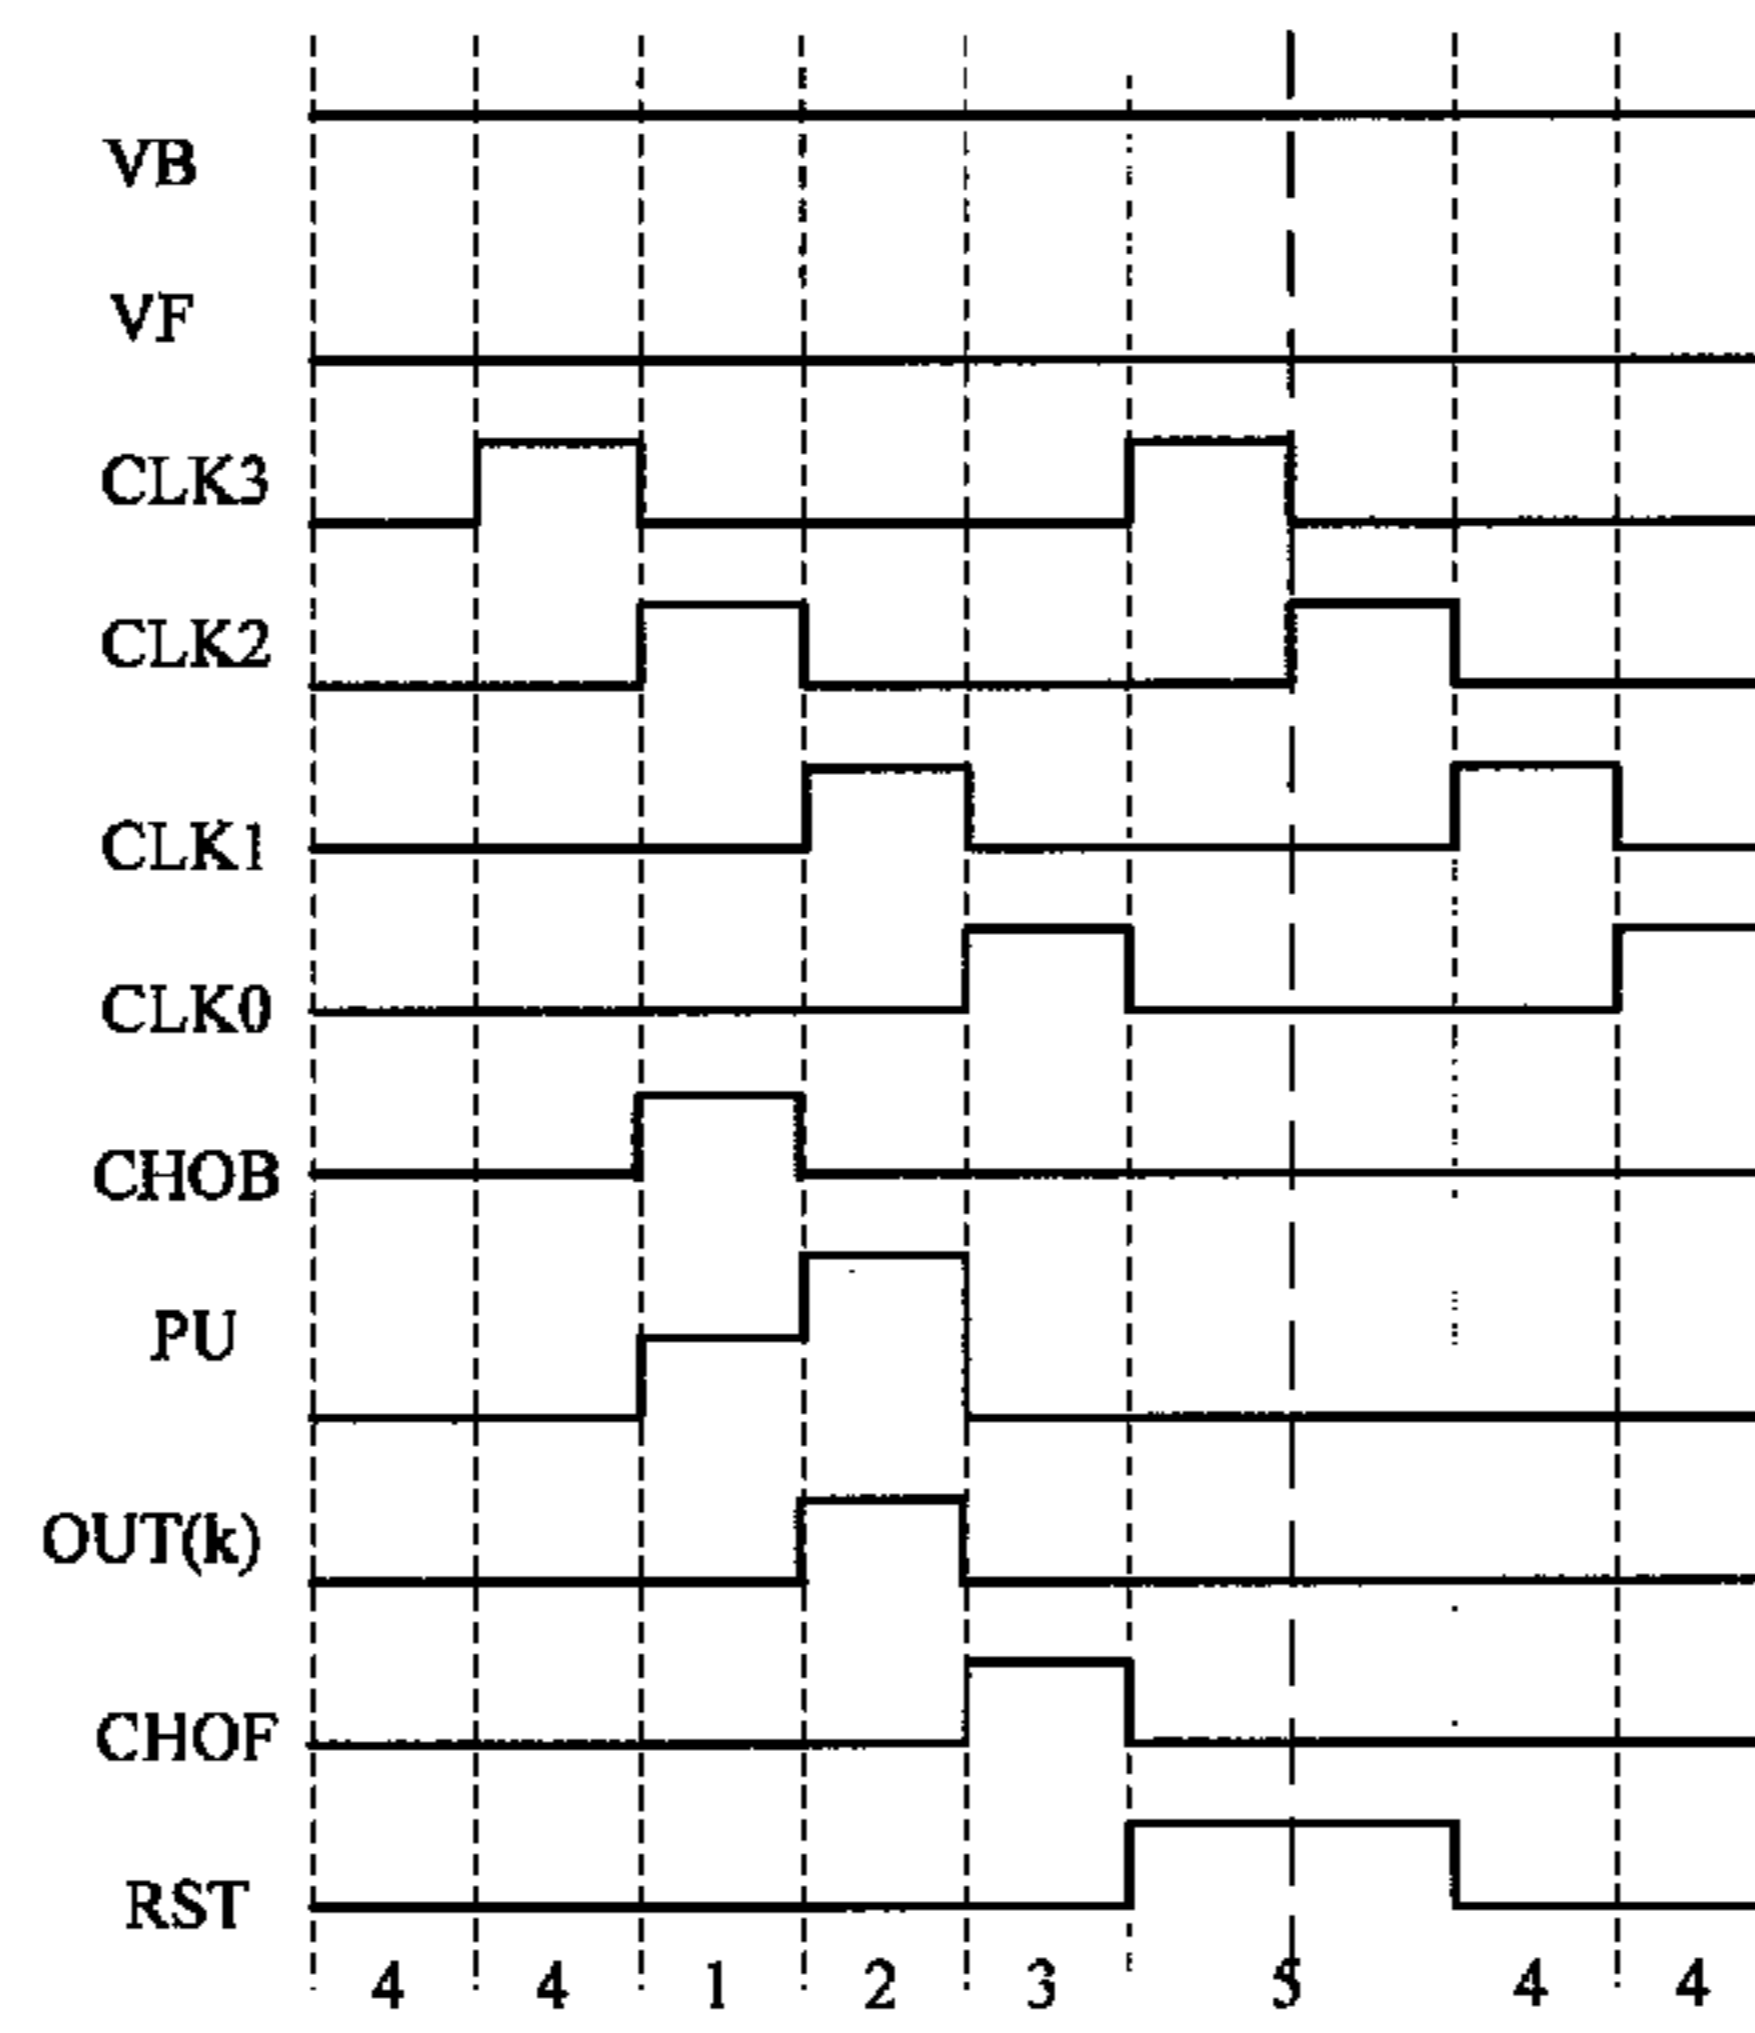 VB
VF
CLK3
CLK2
CLK1
CLK0
CHOB
PU
OUT(k)
CHOF
RST
4 4 1 2 3 5 4 4